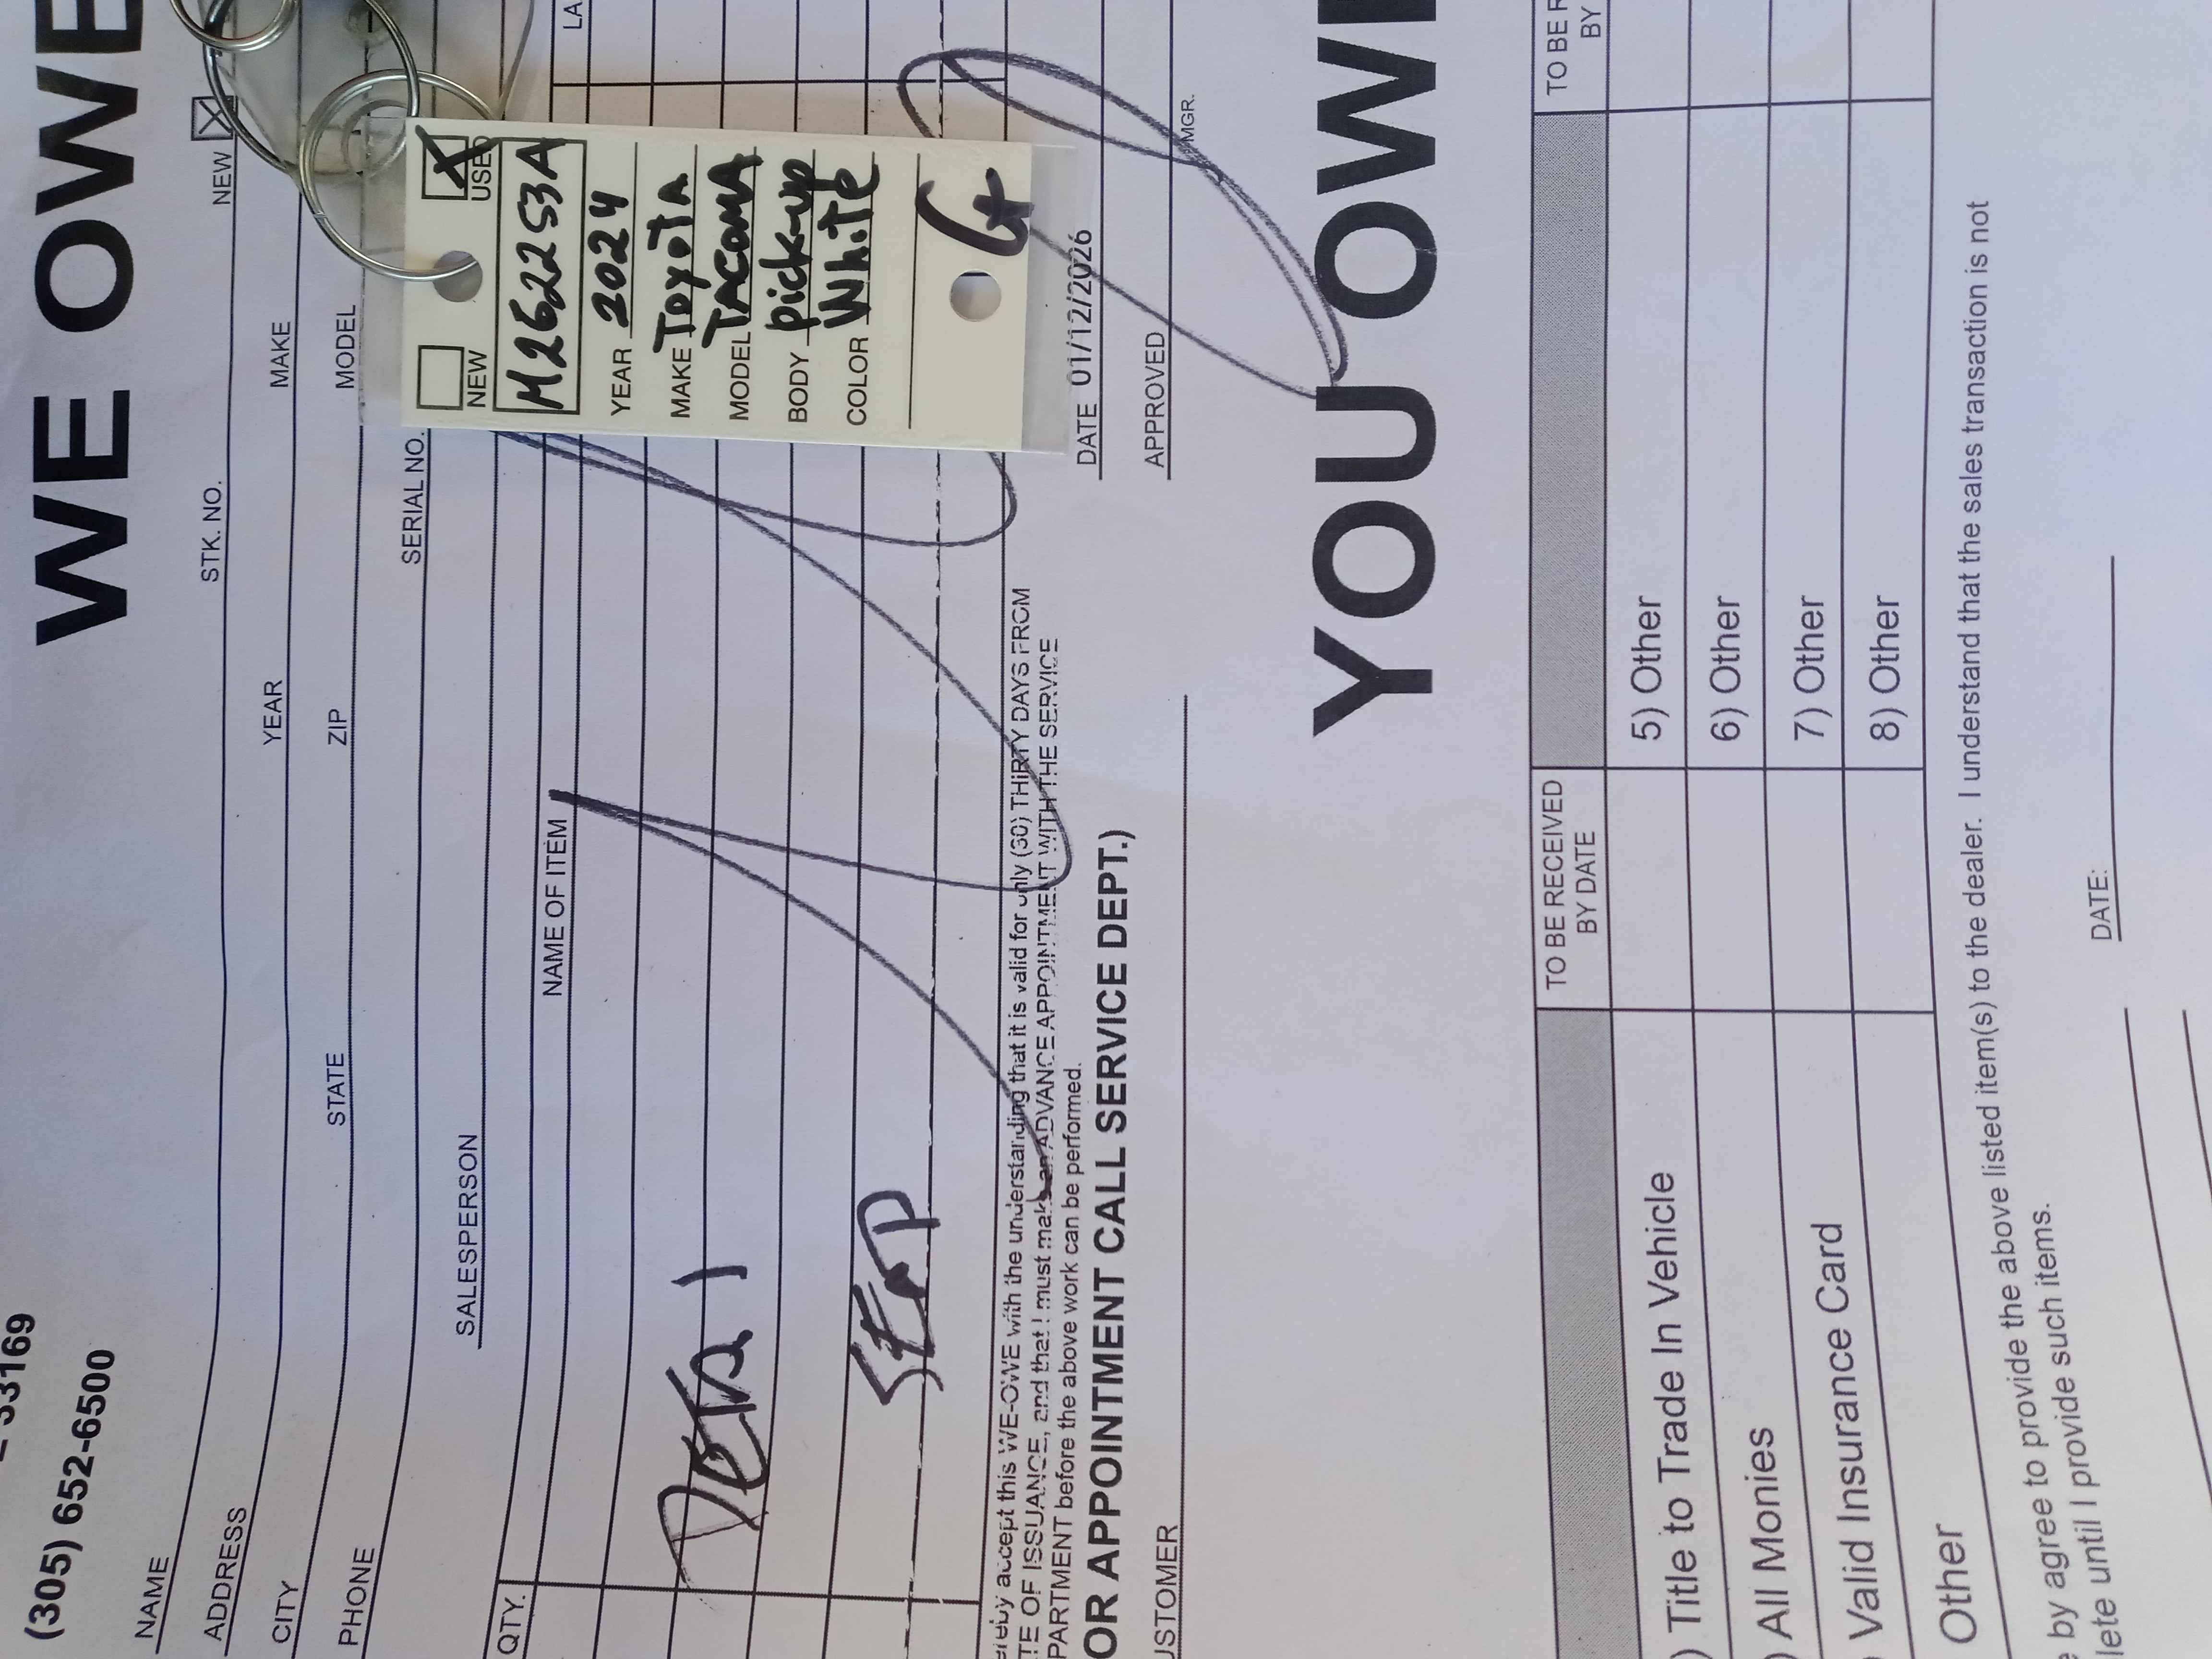 33169
(305) 652-6500
WE OWE
NAME
STK. NO.
NEW ☒
ADDRESS
YEAR
MAKE
CITY
STATE
ZIP
MODEL
PHONE
SERIAL NO.
SALESPERSON
QTY.
NAME OF ITEM
LA
DETAIL
STEP
NEW
☒ USED
M262253A
YEAR 2024
MAKE ToyoTA
MODEL TACOMA
BODY pick-up
COLOR WhiTe
G+
accept this WE-OWE with the understanding that it is valid for only (30) THIRTY DAYS FROM
TE OF ISSUANCE, and that I must make an ADVANCE APPOINTMENT WITH THE SERVICE
PARTMENT before the above work can be performed.
DATE 01/12/2026
OR APPOINTMENT CALL SERVICE DEPT.)
APPROVED
USTOMER
MGR.
YOU OWE
TO BE RECEIVED
BY DATE
TO BE R
BY
) Title to Trade In Vehicle
5) Other
) All Monies
6) Other
) Valid Insurance Card
7) Other
Other
8) Other
by agree to provide the above listed item(s) to the dealer. I understand that the sales transaction is not
lete until I provide such items.
DATE: